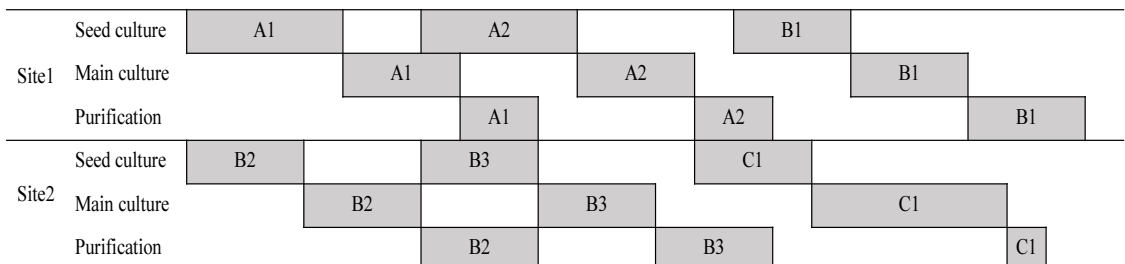 Seed culture A1 A2 B1
Site1 Main culture A1 A2 B1
Purification A1 A2 B1
Seed culture B2 B3 C1
Site2 Main culture B2 B3 C1
Purification B2 B3 C1